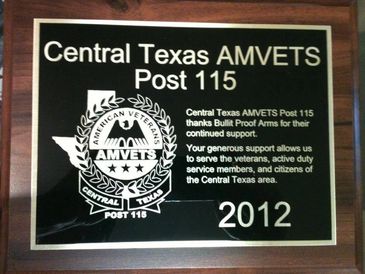 Central Texas AMVETS
Post 115
Central Texas AMVETS Post 115
thanks Bullit Proof Arms for their
continued support.
Your generous support allows us
to serve the veterans, active duty
service members, and citizens of
the Central Texas area.
AMERICAN VETERANS
AMVETS
CENTRAL TEXAS
POST 115
2012